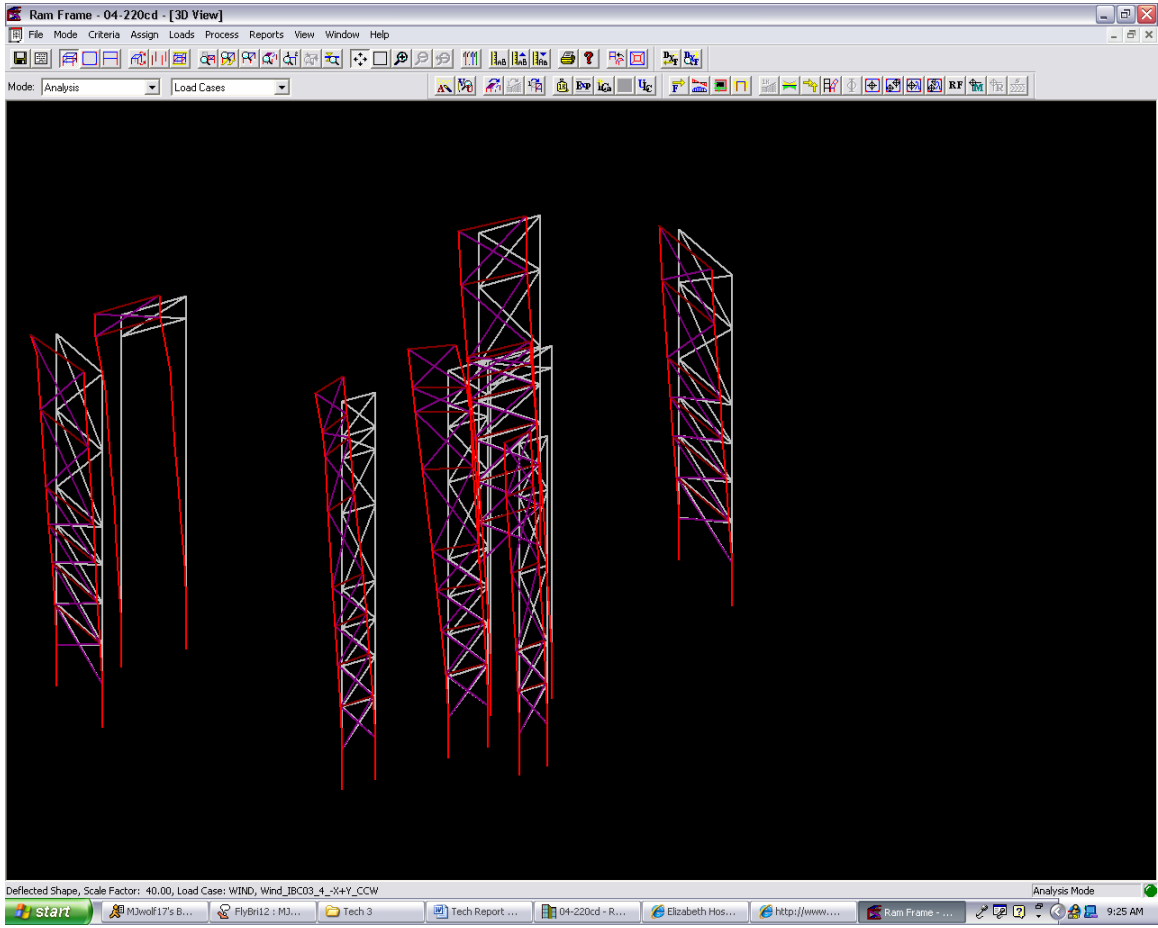 Ram Frame - 04-220cd - [3D View]
File Mode Criteria Assign Loads Process Reports View Window Help
Mode: Analysis Load Cases
RF
Deflected Shape, Scale Factor: 40.00, Load Case: WIND, Wind_IBC03_4_-X+Y_CCW
Analysis Mode
start MJwolf17's B... FlyBri12 : MJ... Tech 3 Tech Report ... 04-220cd - R... Elizabeth Hos... http://www.... Ram Frame - ... 9:25 AM